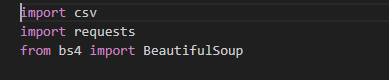 import csv
import requests
from bs4 import BeautifulSoup